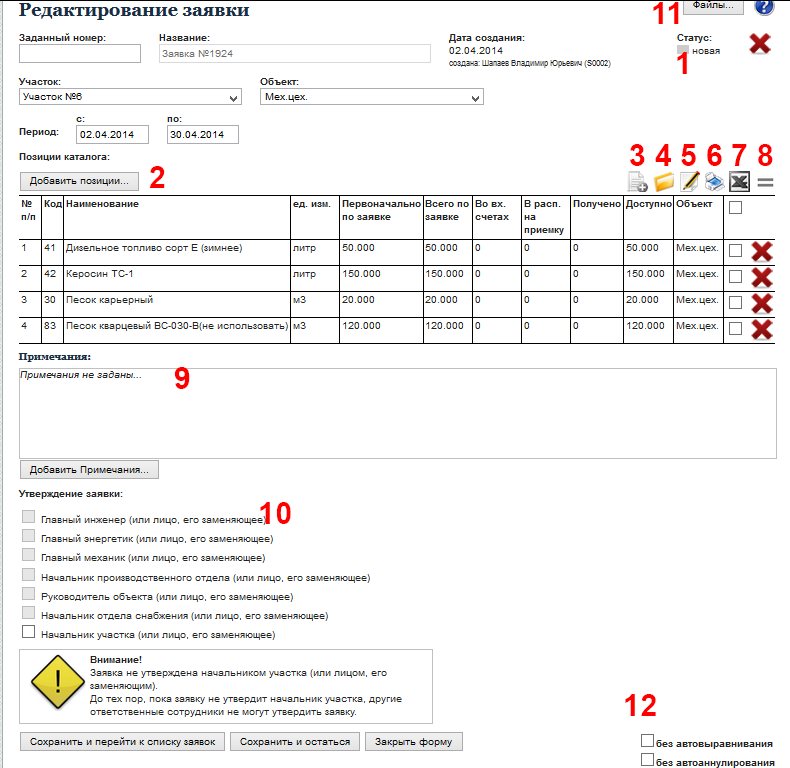 Редактирование заявки
11
Файлы...
?
Заданный номер:
Название:
Дата создания:
Статус:
Заявка №1924
02.04.2014
новая
создана: Шапаев Владимир Юрьевич (S0002)
1
Участок:
Объект:
Участок №6
Мех.цех.
с:
по:
Период:
02.04.2014
30.04.2014
Позиции каталога:
Добавить позиции...
2
3 4 5 6 7 8
№ п/п Код Наименование ед. изм. Первоначально по заявке Всего по заявке Во вх. счетах В расп. на приемку Получено Доступно Объект
1 41 Дизельное топливо сорт Е (зимнее) литр 50.000 50.000 0 0 0 50.000 Мех.цех.
2 42 Керосин ТС-1 литр 150.000 150.000 0 0 0 150.000 Мех.цех.
3 30 Песок карьерный м3 20.000 20.000 0 0 0 20.000 Мех.цех.
4 83 Песок кварцевый ВС-030-В(не использовать) м3 120.000 120.000 0 0 0 120.000 Мех.цех.
Примечания:
Примечания не заданы...
9
Добавить Примечания...
Утверждение заявки:
10
Главный инженер (или лицо, его заменяющее)
Главный энергетик (или лицо, его заменяющее)
Главный механик (или лицо, его заменяющее)
Начальник производственного отдела (или лицо, его заменяющее)
Руководитель объекта (или лицо, его заменяющее)
Начальник отдела снабжения (или лицо, его заменяющее)
Начальник участка (или лицо, его заменяющее)
!
Внимание!
Заявка не утверждена начальником участка (или лицом, его
заменяющим).
До тех пор, пока заявку не утвердит начальник участка, другие
ответственные сотрудники не могут утвердить заявку.
12
Сохранить и перейти к списку заявок
Сохранить и остаться
Закрыть форму
без автовыравнивания
без автоаннулирования